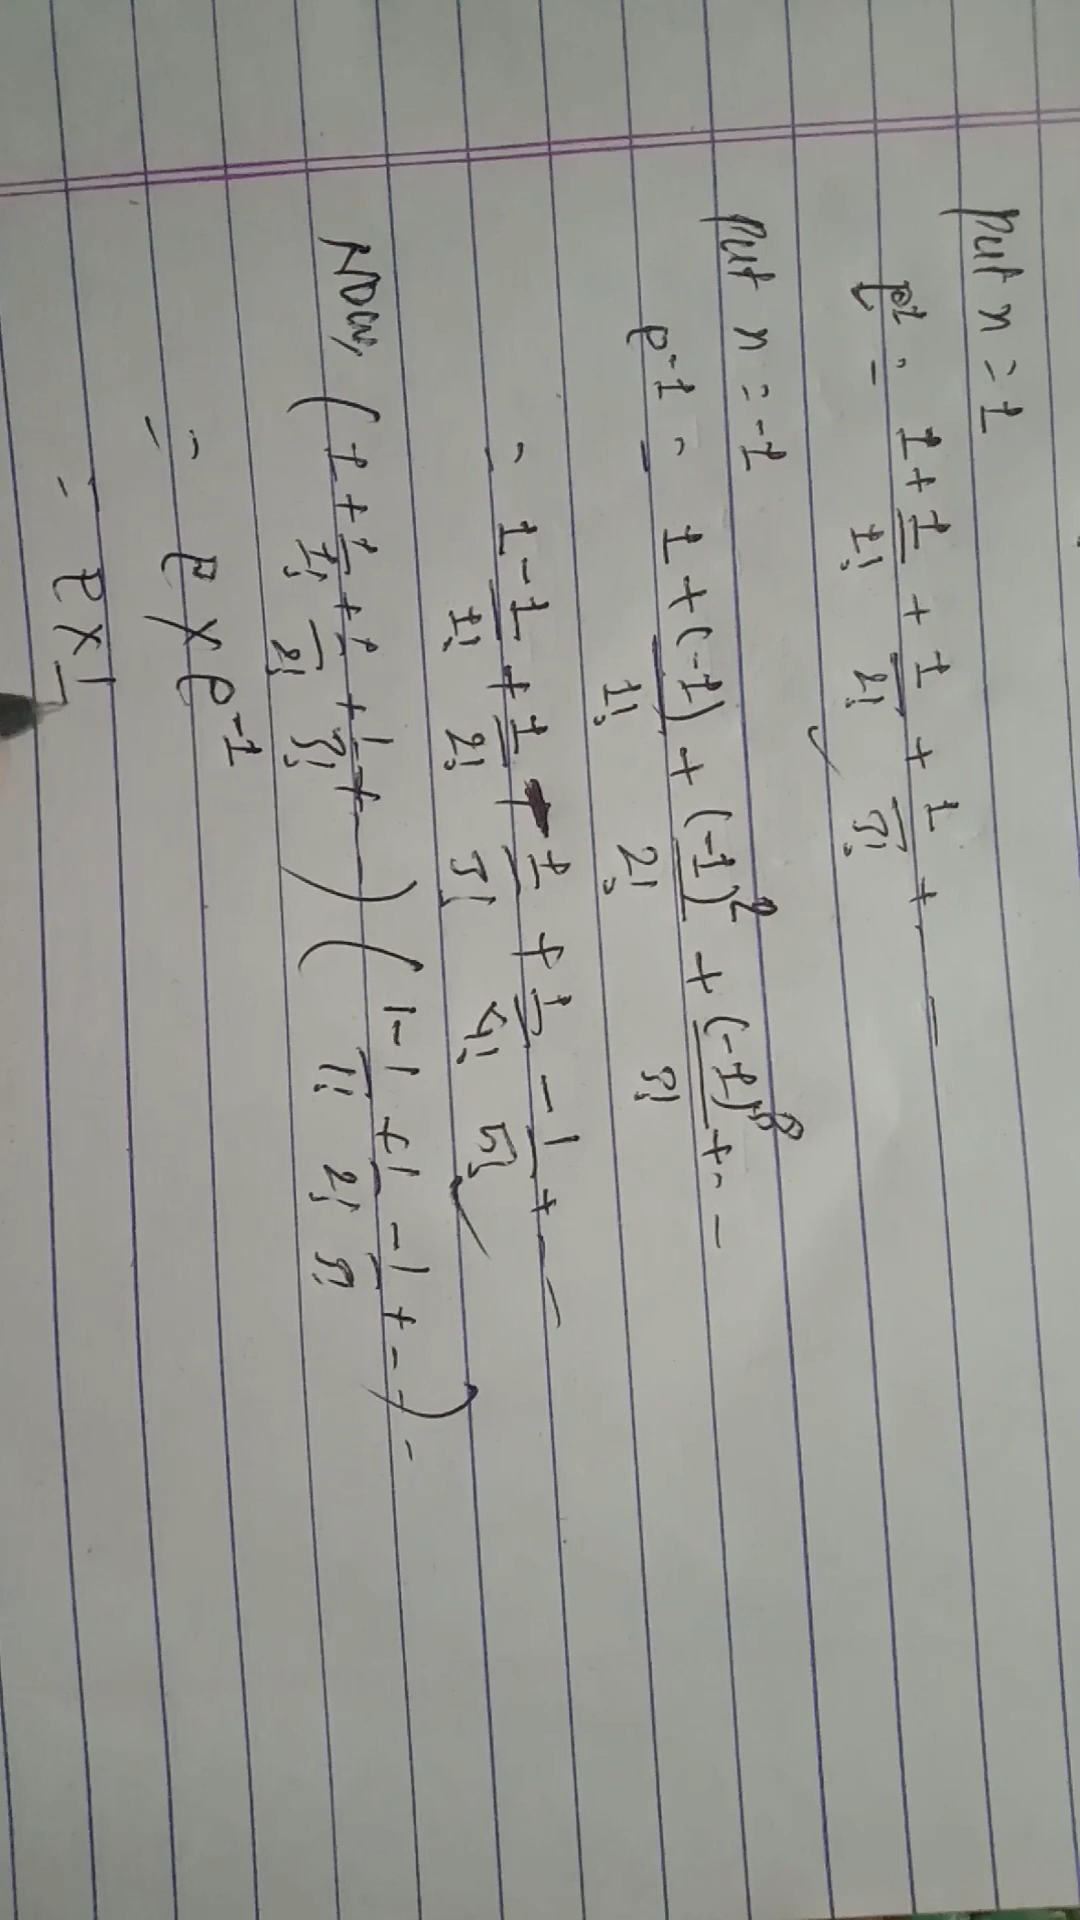 Put x = 1
e¹ = 1 + 1/1! + 1/2! + 1/3! + - -
Put x = -1
e⁻¹ = 1 + (-1)/1! + (-1)²/2! + (-1)³/3! + - -
= 1 - 1/1! + 1/2! - 1/3! + 1/4! - 1/5! + - -
Now, (1 + 1/1! + 1/2! + 1/3! + -) (1 - 1/1! + 1/2! - 1/3! + - -) -
= e × e⁻¹
= e × 1